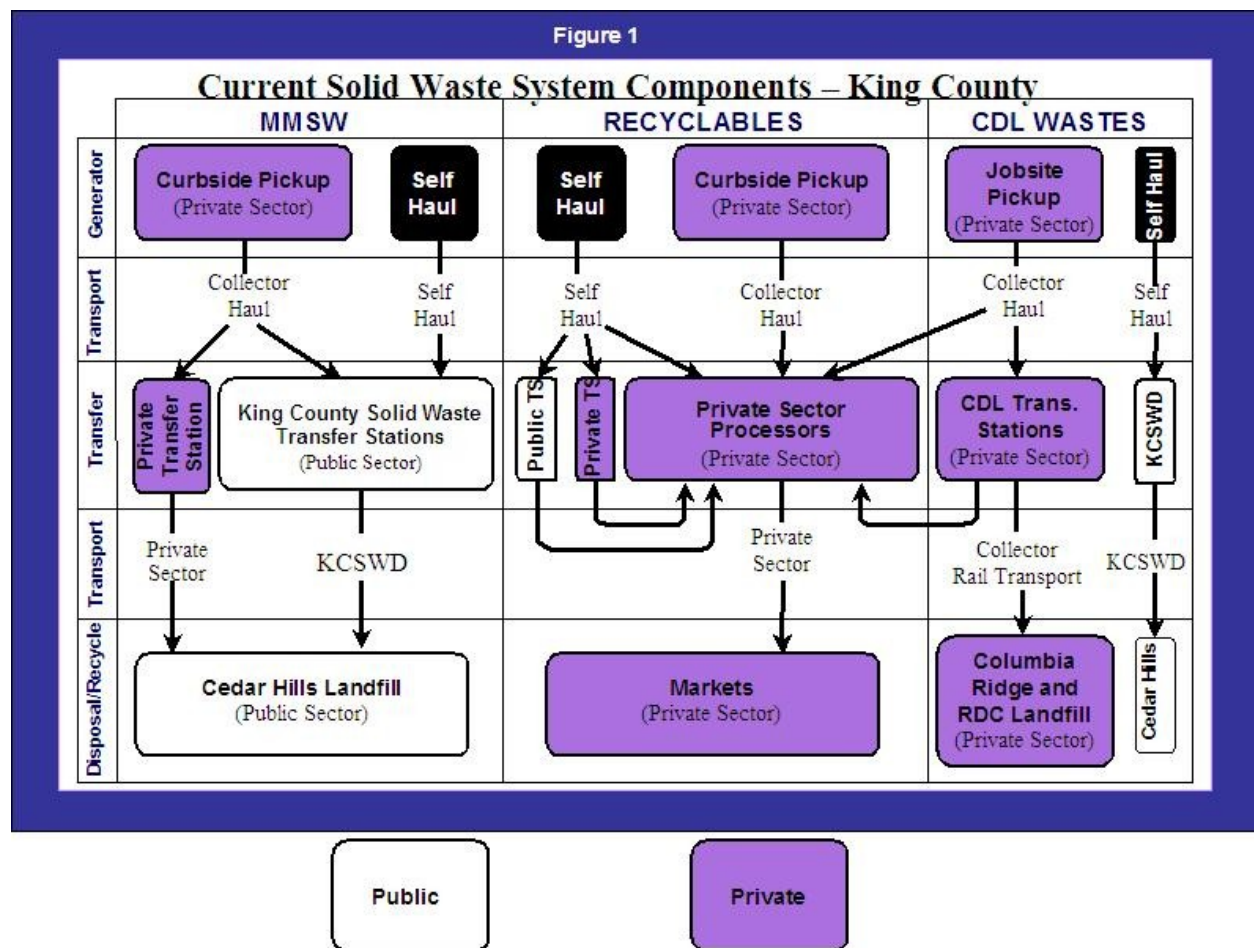 Figure 1
Current Solid Waste System Components – King County
MMSW
RECYCLABLES
CDL WASTES
Generator
Curbside Pickup
(Private Sector)
Self
Haul
Self
Haul
Curbside Pickup
(Private Sector)
Jobsite
Pickup
(Private Sector)
Self Haul
Transport
Collector
Haul
Self
Haul
Self
Haul
Collector
Haul
Collector
Haul
Self
Haul
Transfer
Private
Transfer
Station
King County Solid Waste
Transfer Stations
(Public Sector)
Public TS
Private TS
Private Sector
Processors
(Private Sector)
CDL Trans.
Stations
(Private Sector)
KCSWD
Transport
Private
Sector
KCSWD
Private
Sector
Collector
Rail Transport
KCSWD
Disposal/Recycle
Cedar Hills Landfill
(Public Sector)
Markets
(Private Sector)
Columbia
Ridge and
RDC Landfill
(Private Sector)
Cedar Hills
Public
Private